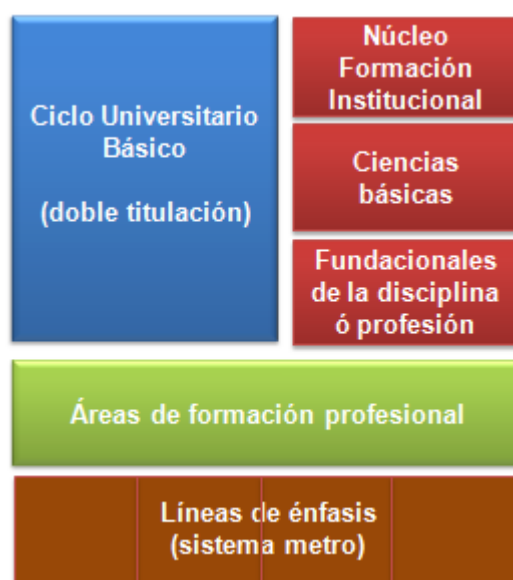 Ciclo Universitario
Básico
(doble titulación)
Núcleo
Formación
Institucional
Ciencias
básicas
Fundacionales
de la disciplina
ó profesión
Áreas de formación profesional
Líneas de énfasis
(sistema metro)